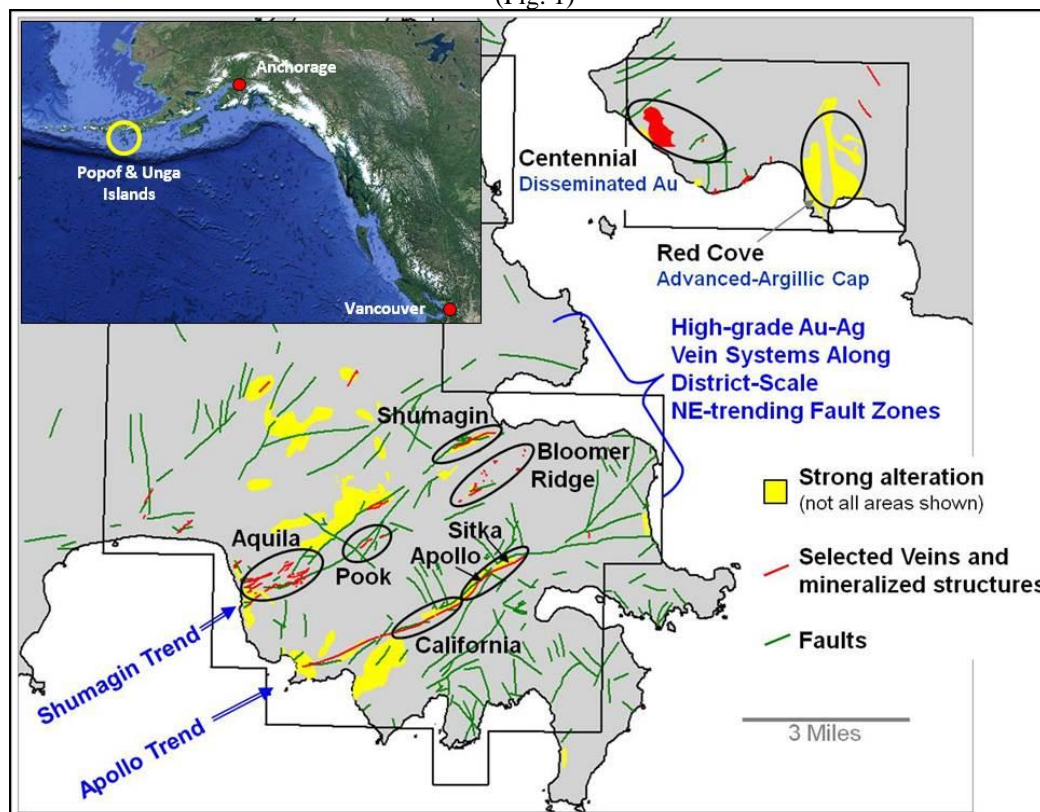 (Fig. 1)
Anchorage
Popof & Unga
Islands
Vancouver
Centennial
Disseminated Au
Red Cove
Advanced-Argillic Cap
High-grade Au-Ag
Vein Systems Along
District-Scale
NE-trending Fault Zones
Shumagin
Bloomer
Ridge
Sitka
Apollo
Aquila
Pook
California
Shumagin Trend
Apollo Trend
Strong alteration
(not all areas shown)
Selected Veins and
mineralized structures
Faults
3 Miles